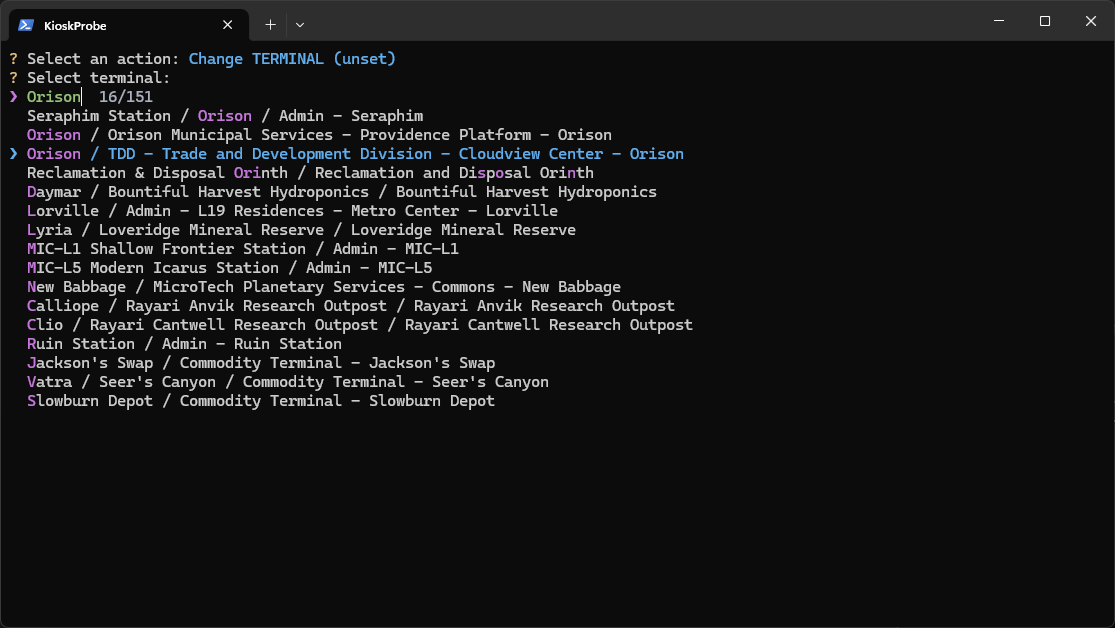 KioskProbe
? Select an action: Change TERMINAL (unset)
? Select terminal:
❯ Orison 16/151
Seraphim Station / Orison / Admin - Seraphim
Orison / Orison Municipal Services - Providence Platform - Orison
❯ Orison / TDD - Trade and Development Division - Cloudview Center - Orison
Reclamation & Disposal Orinth / Reclamation and Disposal Orinth
Daymar / Bountiful Harvest Hydroponics / Bountiful Harvest Hydroponics
Lorville / Admin - L19 Residences - Metro Center - Lorville
Lyria / Loveridge Mineral Reserve / Loveridge Mineral Reserve
MIC-L1 Shallow Frontier Station / Admin - MIC-L1
MIC-L5 Modern Icarus Station / Admin - MIC-L5
New Babbage / MicroTech Planetary Services - Commons - New Babbage
Calliope / Rayari Anvik Research Outpost / Rayari Anvik Research Outpost
Clio / Rayari Cantwell Research Outpost / Rayari Cantwell Research Outpost
Ruin Station / Admin - Ruin Station
Jackson's Swap / Commodity Terminal - Jackson's Swap
Vatra / Seer's Canyon / Commodity Terminal - Seer's Canyon
Slowburn Depot / Commodity Terminal - Slowburn Depot